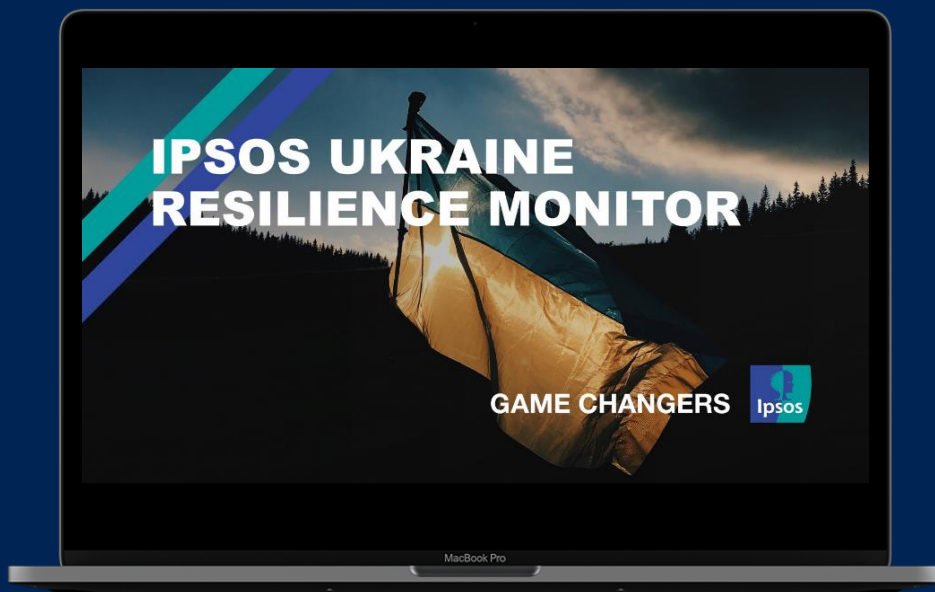 IPSOS UKRAINE
RESILIENCE MONITOR
GAME CHANGERS
Ipsos
MacBook Pro